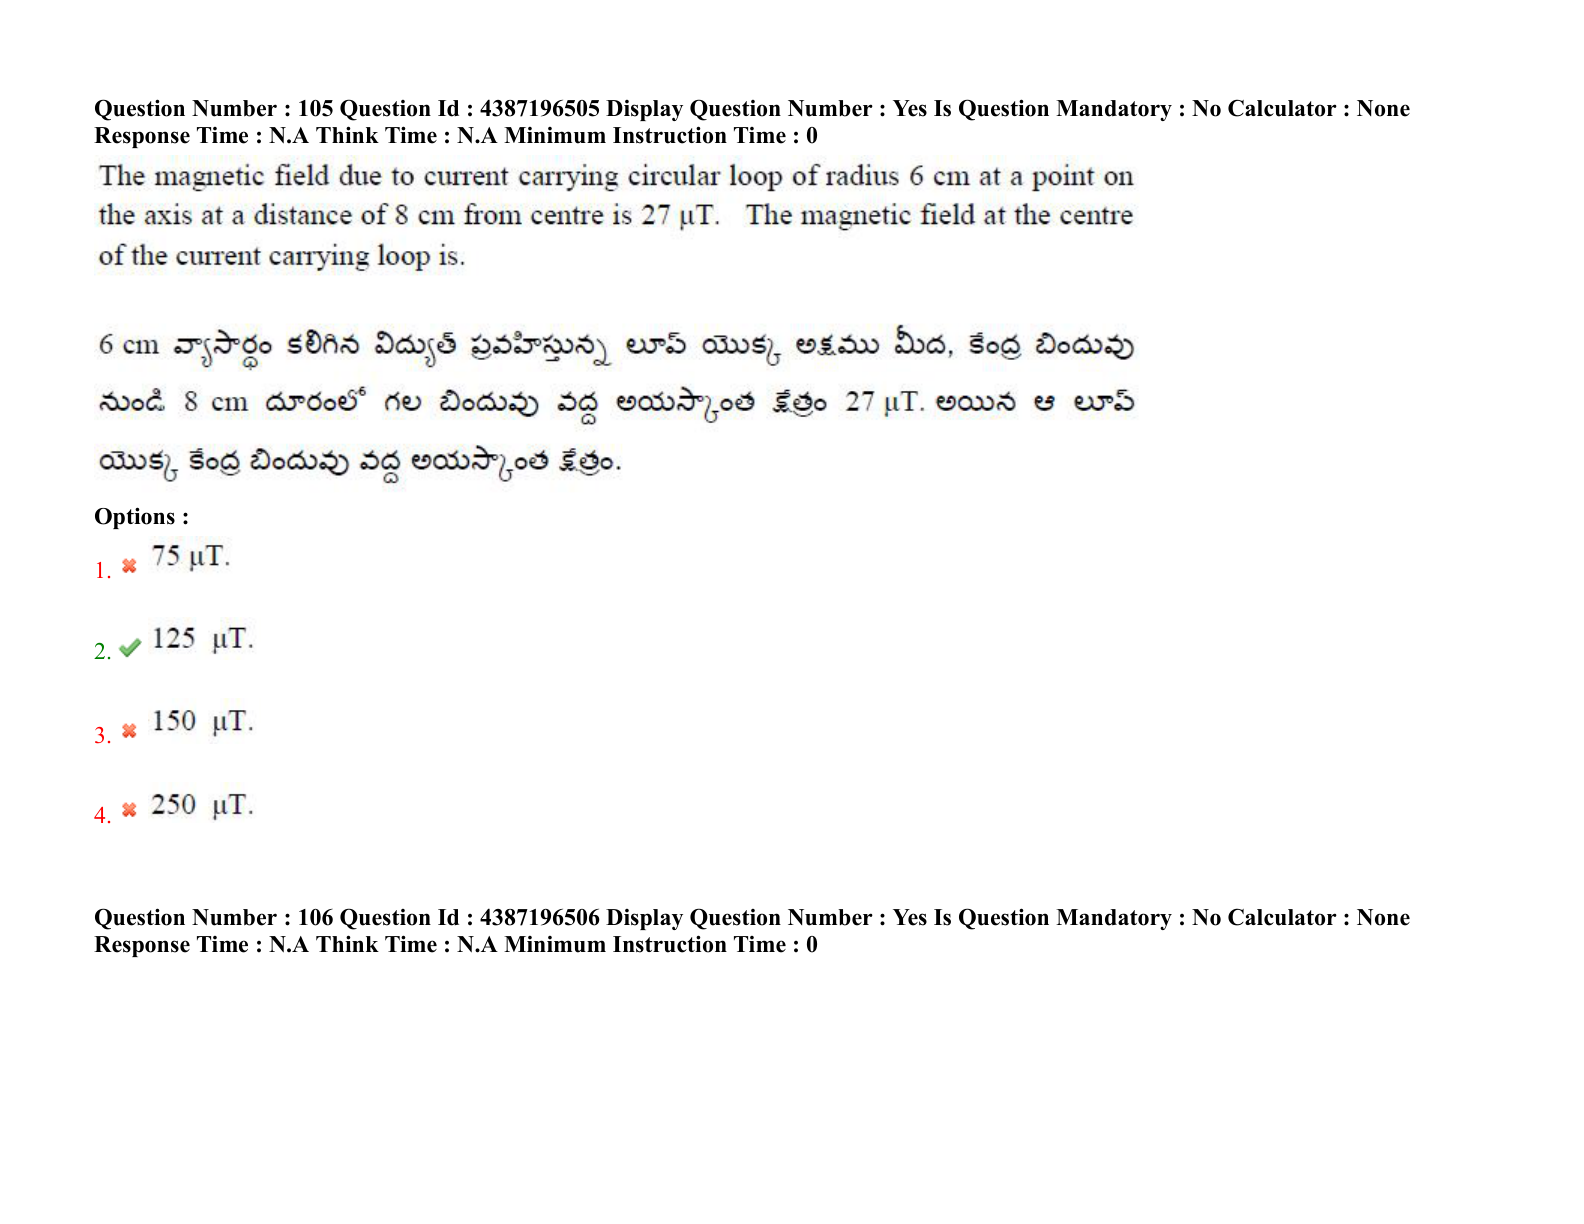 Question Number : 105 Question Id : 4387196505 Display Question Number : Yes Is Question Mandatory : No Calculator : None
Response Time : N.A Think Time : N.A Minimum Instruction Time : 0
The magnetic field due to current carrying circular loop of radius 6 cm at a point on
the axis at a distance of 8 cm from centre is 27 μT. The magnetic field at the centre
of the current carrying loop is.
6 cm వ్యాసార్ధం కలిగిన విద్యుత్ ప్రవహిస్తున్న లూప్ యొక్క అక్షము మీద, కేంద్ర బిందువు
నుండి 8 cm దూరంలో గల బిందువు వద్ద అయస్కాంత క్షేత్రం 27 μT. అయిన ఆ లూప్
యొక్క కేంద్ర బిందువు వద్ద అయస్కాంత క్షేత్రం.
Options :
1. 75 μT.
2. 125 μT.
3. 150 μT.
4. 250 μT.
Question Number : 106 Question Id : 4387196506 Display Question Number : Yes Is Question Mandatory : No Calculator : None
Response Time : N.A Think Time : N.A Minimum Instruction Time : 0